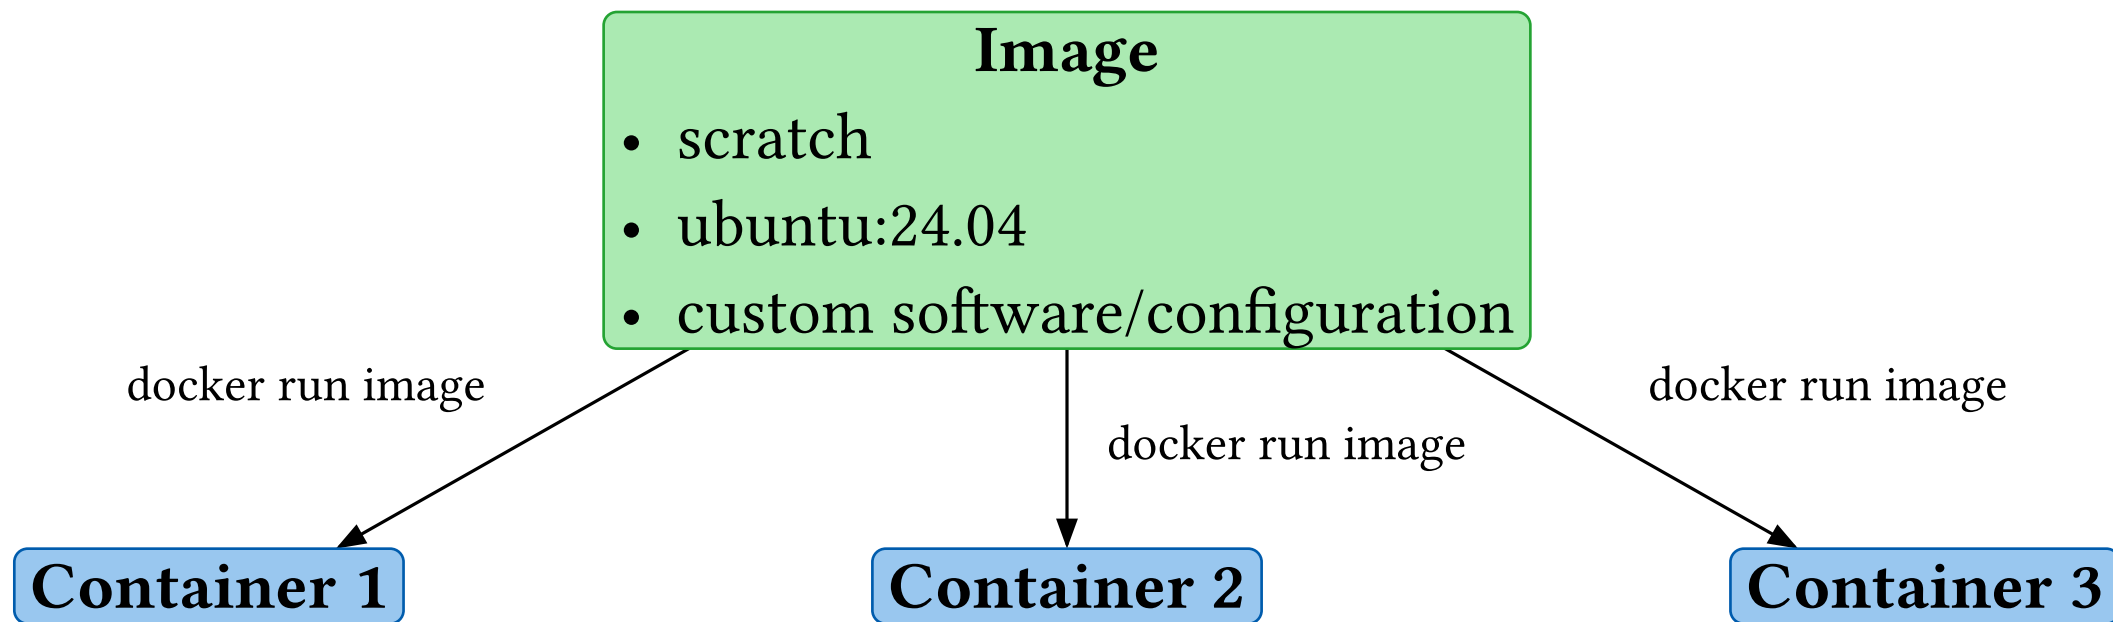 Image
• scratch
• ubuntu:24.04
• custom software/configuration
docker run image
docker run image
docker run image
Container 1
Container 2
Container 3